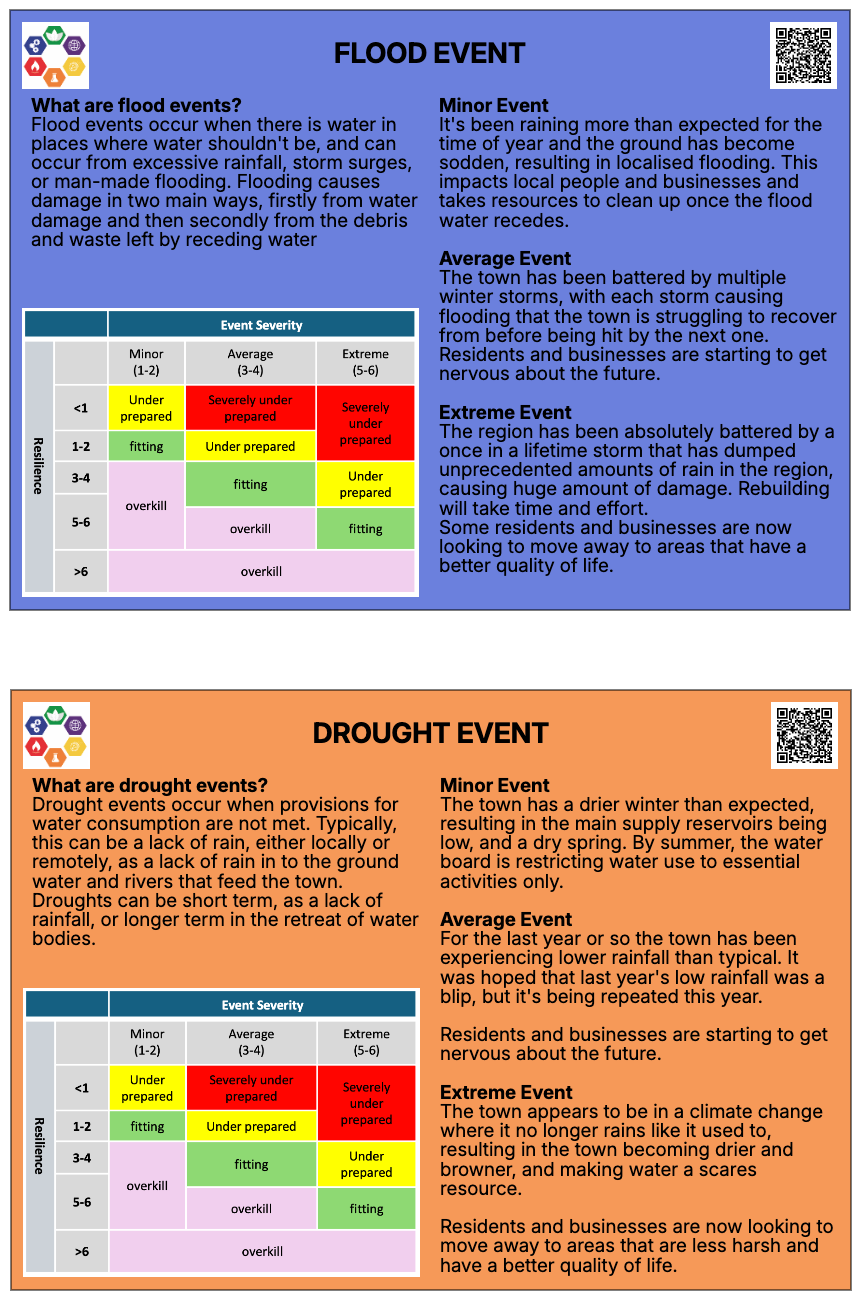 FLOOD EVENT
What are flood events?
Flood events occur when there is water in
places where water shouldn't be, and can
occur from excessive rainfall, storm surges,
or man-made flooding. Flooding causes
damage in two main ways, firstly from water
damage and then secondly from the debris
and waste left by receding water
Event Severity
Minor
(1-2)
Average
(3-4)
Extreme
(5-6)
Resilience
<1
Under
prepared
Severely under
prepared
Severely
under
prepared
1-2
fitting
Under prepared
3-4
overkill
fitting
Under
prepared
5-6
overkill
fitting
>6
overkill
Minor Event
It's been raining more than expected for the
time of year and the ground has become
sodden, resulting in localised flooding. This
impacts local people and businesses and
takes resources to clean up once the flood
water recedes.
Average Event
The town has been battered by multiple
winter storms, with each storm causing
flooding that the town is struggling to recover
from before being hit by the next one.
Residents and businesses are starting to get
nervous about the future.
Extreme Event
The region has been absolutely battered by a
once in a lifetime storm that has dumped
unprecedented amounts of rain in the region,
causing huge amount of damage. Rebuilding
will take time and effort.
Some residents and businesses are now
looking to move away to areas that have a
better quality of life.
DROUGHT EVENT
What are drought events?
Drought events occur when provisions for
water consumption are not met. Typically,
this can be a lack of rain, either locally or
remotely, as a lack of rain in to the ground
water and rivers that feed the town.
Droughts can be short term, as a lack of
rainfall, or longer term in the retreat of water
bodies.
Event Severity
Minor
(1-2)
Average
(3-4)
Extreme
(5-6)
Resilience
<1
Under
prepared
Severely under
prepared
Severely
under
prepared
1-2
fitting
Under prepared
3-4
overkill
fitting
Under
prepared
5-6
overkill
fitting
>6
overkill
Minor Event
The town has a drier winter than expected,
resulting in the main supply reservoirs being
low, and a dry spring. By summer, the water
board is restricting water use to essential
activities only.
Average Event
For the last year or so the town has been
experiencing lower rainfall than typical. It
was hoped that last year's low rainfall was a
blip, but it's being repeated this year.
Residents and businesses are starting to get
nervous about the future.
Extreme Event
The town appears to be in a climate change
where it no longer rains like it used to,
resulting in the town becoming drier and
browner, and making water a scares
resource.
Residents and businesses are now looking to
move away to areas that are less harsh and
have a better quality of life.